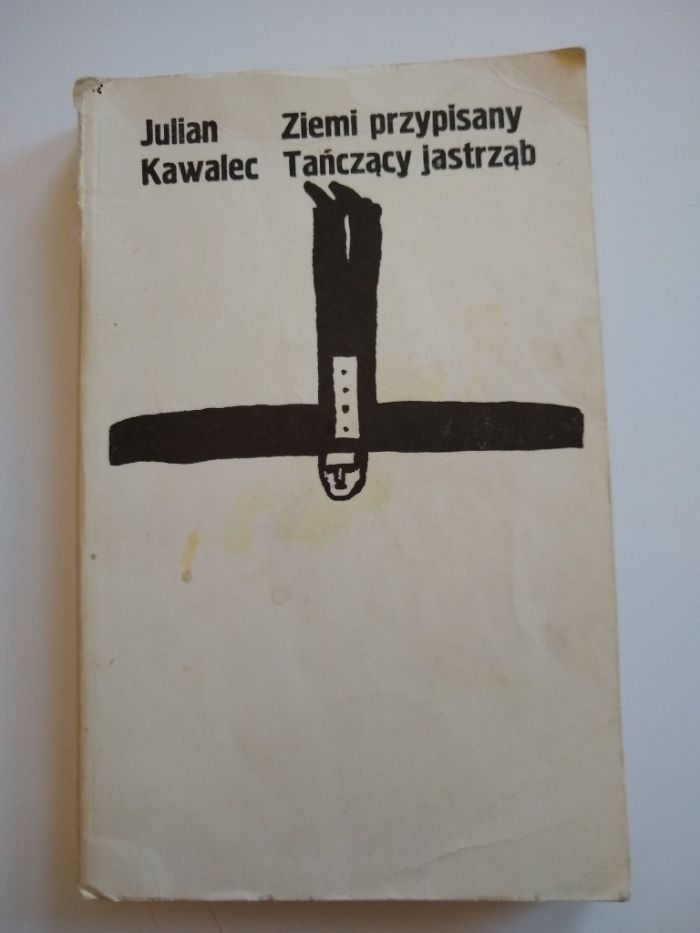 Julian
Kawalec
Ziemi przypisany
Tańczący jastrząb